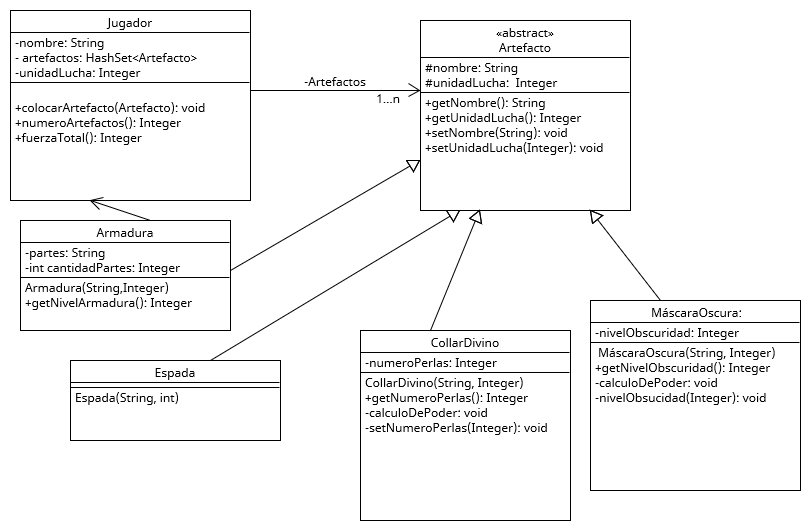 Jugador
-nombre: String
- artefactos: HashSet<Artefacto>
-unidadLucha: Integer
+colocarArtefacto(Artefacto): void
+numeroArtefactos(): Integer
+fuerzaTotal(): Integer
-Artefactos
1...n
«abstract»
Artefacto
#nombre: String
#unidadLucha:  Integer
+getNombre(): String
+getUnidadLucha(): Integer
+setNombre(String): void
+setUnidadLucha(Integer): void
Armadura
-partes: String
-int cantidadPartes: Integer
Armadura(String,Integer)
+getNivelArmadura(): Integer
Espada
Espada(String, int)
CollarDivino
-numeroPerlas: Integer
CollarDivino(String, Integer)
+getNumeroPerlas(): Integer
-calculoDePoder: void
-setNumeroPerlas(Integer): void
MáscaraOscura:
-nivelObscuridad: Integer
MáscaraOscura(String, Integer)
+getNivelObscuridad(): Integer
-calculoDePoder: void
-nivelObsucidad(Integer): void